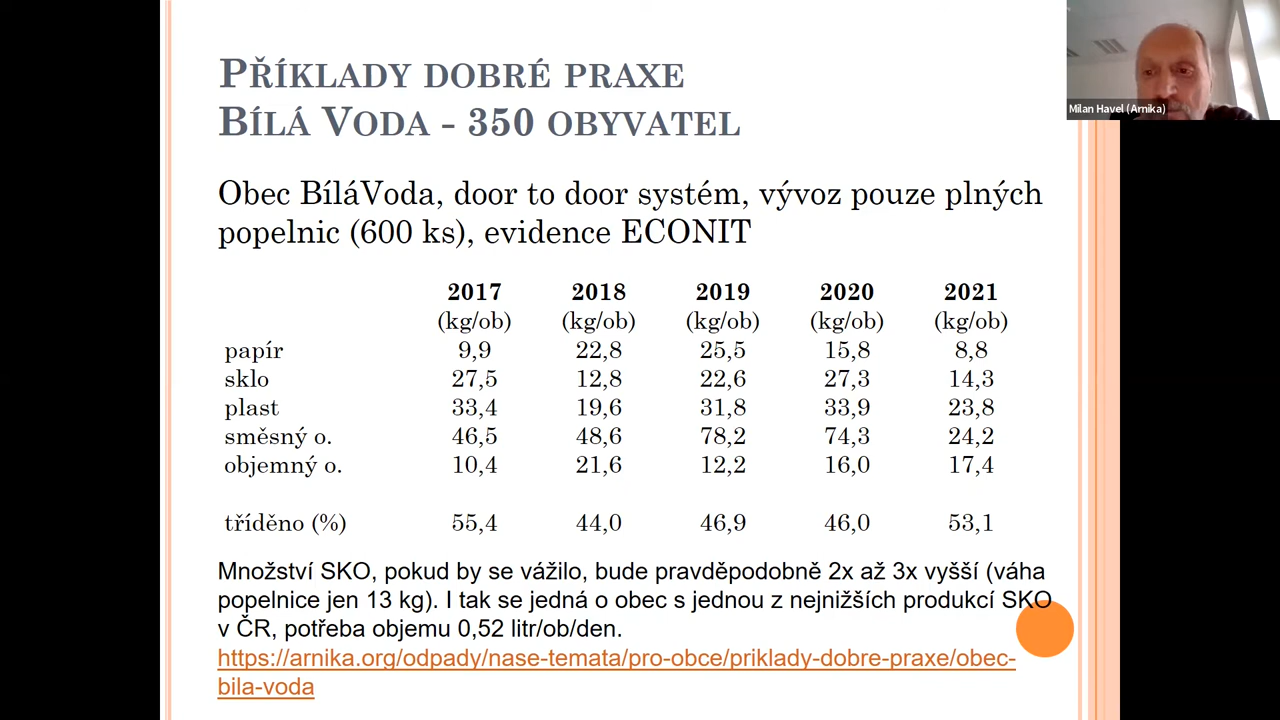 Příklady dobré praxe
Bílá Voda - 350 obyvatel
Milan Havel (Arnika)
Obec BíláVoda, door to door systém, vývoz pouze plných
popelnic (600 ks), evidence ECONIT
2017 2018 2019 2020 2021
(kg/ob) (kg/ob) (kg/ob) (kg/ob) (kg/ob)
papír 9,9 22,8 25,5 15,8 8,8
sklo 27,5 12,8 22,6 27,3 14,3
plast 33,4 19,6 31,8 33,9 23,8
směsný o. 46,5 48,6 78,2 74,3 24,2
objemný o. 10,4 21,6 12,2 16,0 17,4
tříděno (%) 55,4 44,0 46,9 46,0 53,1
Množství SKO, pokud by se vážilo, bude pravděpodobně 2x až 3x vyšší (váha
popelnice jen 13 kg). I tak se jedná o obec s jednou z nejnižších produkcí SKO
v ČR, potřeba objemu 0,52 litr/ob/den.
https://arnika.org/odpady/nase-temata/pro-obce/priklady-dobre-praxe/obec-
bila-voda